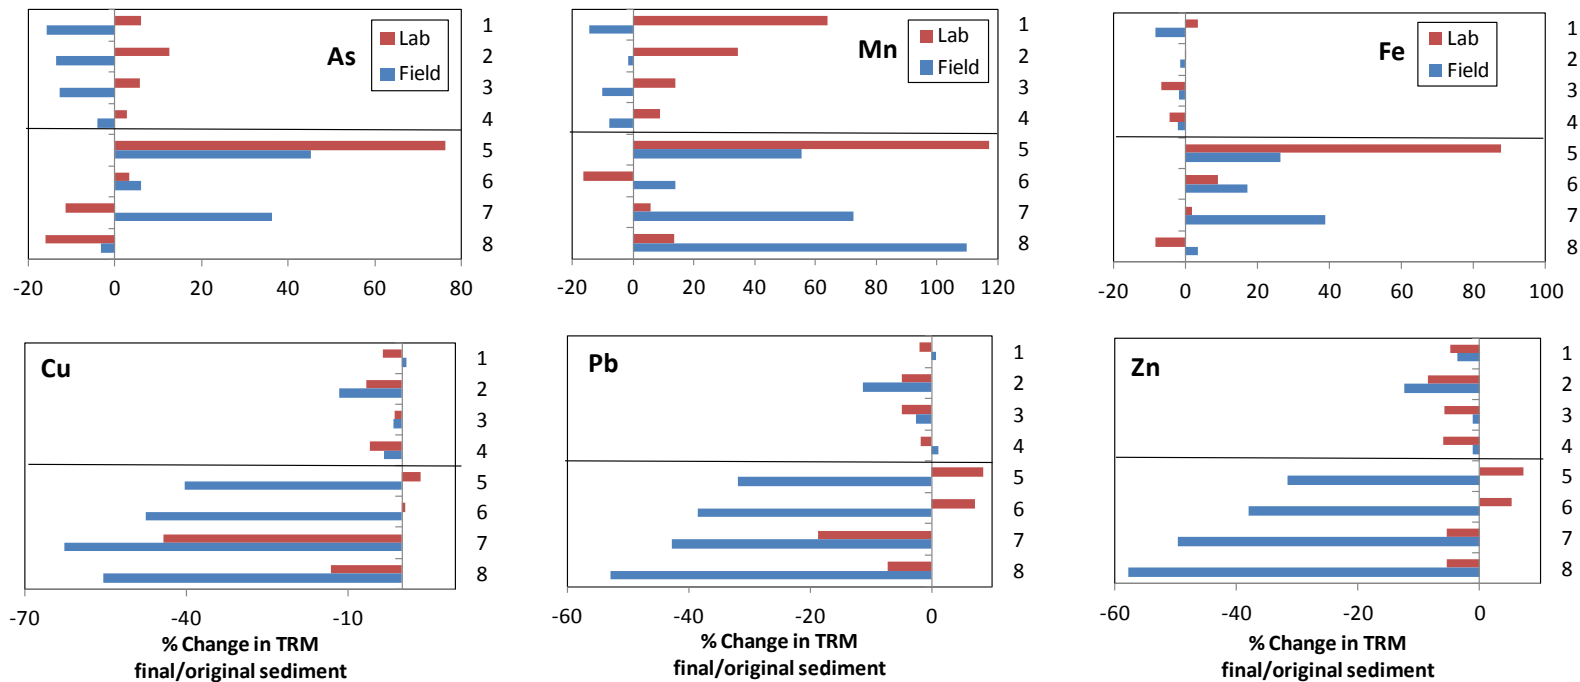 As
Lab
Field
1
2
3
4
5
6
7
8
-20 0 20 40 60 80
Mn
Lab
Field
1
2
3
4
5
6
7
8
-20 0 20 40 60 80 100 120
Fe
Lab
Field
1
2
3
4
5
6
7
8
-20 0 20 40 60 80 100
Cu
1
2
3
4
5
6
7
8
-70 -40 -10
% Change in TRM
final/original sediment
Pb
1
2
3
4
5
6
7
8
-60 -40 -20 0
% Change in TRM
final/original sediment
Zn
1
2
3
4
5
6
7
8
-60 -40 -20 0
% Change in TRM
final/original sediment